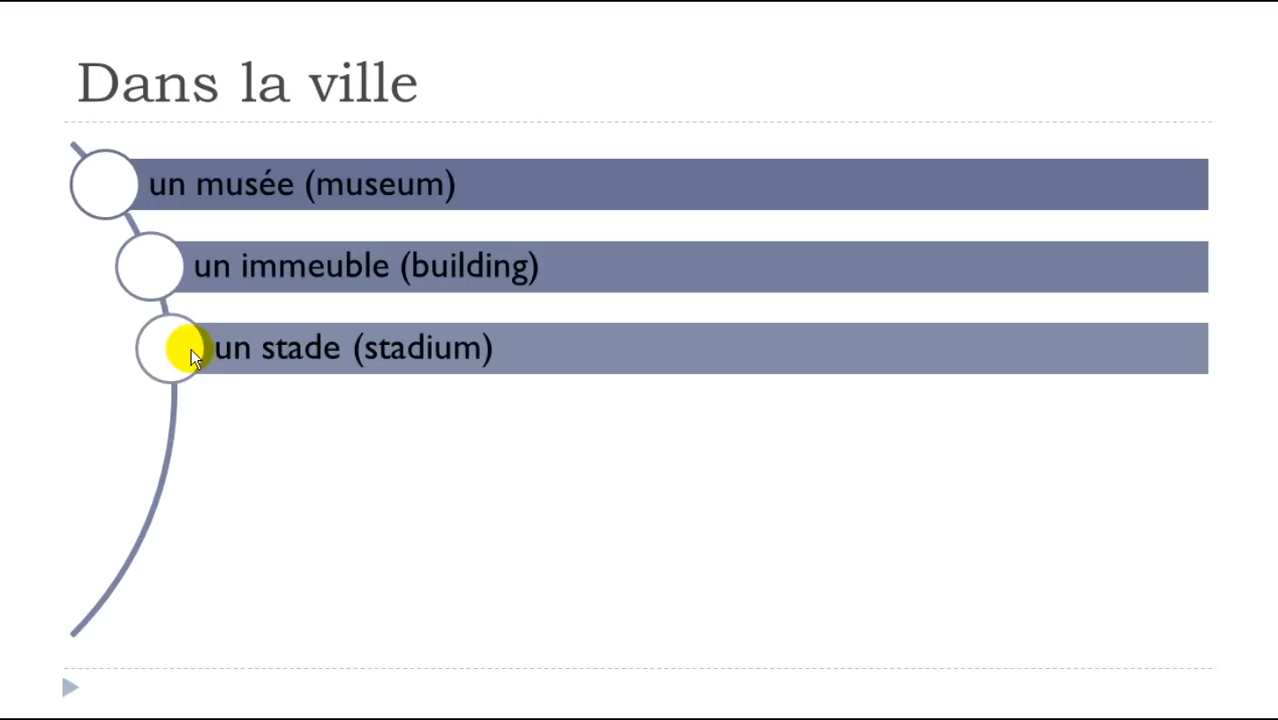 Dans la ville
un musée (museum)
un immeuble (building)
un stade (stadium)